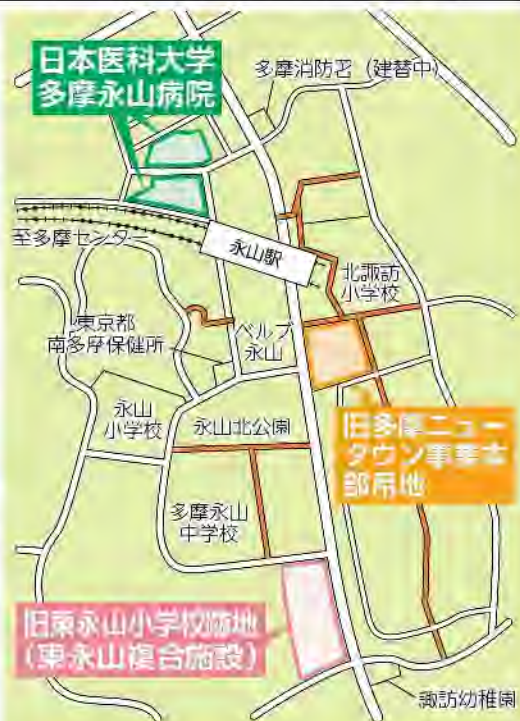 日本医科大学
多摩永山病院
多摩消防署（建替中）
至多摩センター
永山駅
北諏訪
小学校
東京都
南多摩保健所
ベルブ
永山
永山
小学校
永山北公園
旧多摩ニュー
タウン事業本
部用地
多摩永山
中学校
旧東永山小学校跡地
（東永山複合施設）
諏訪幼稚園